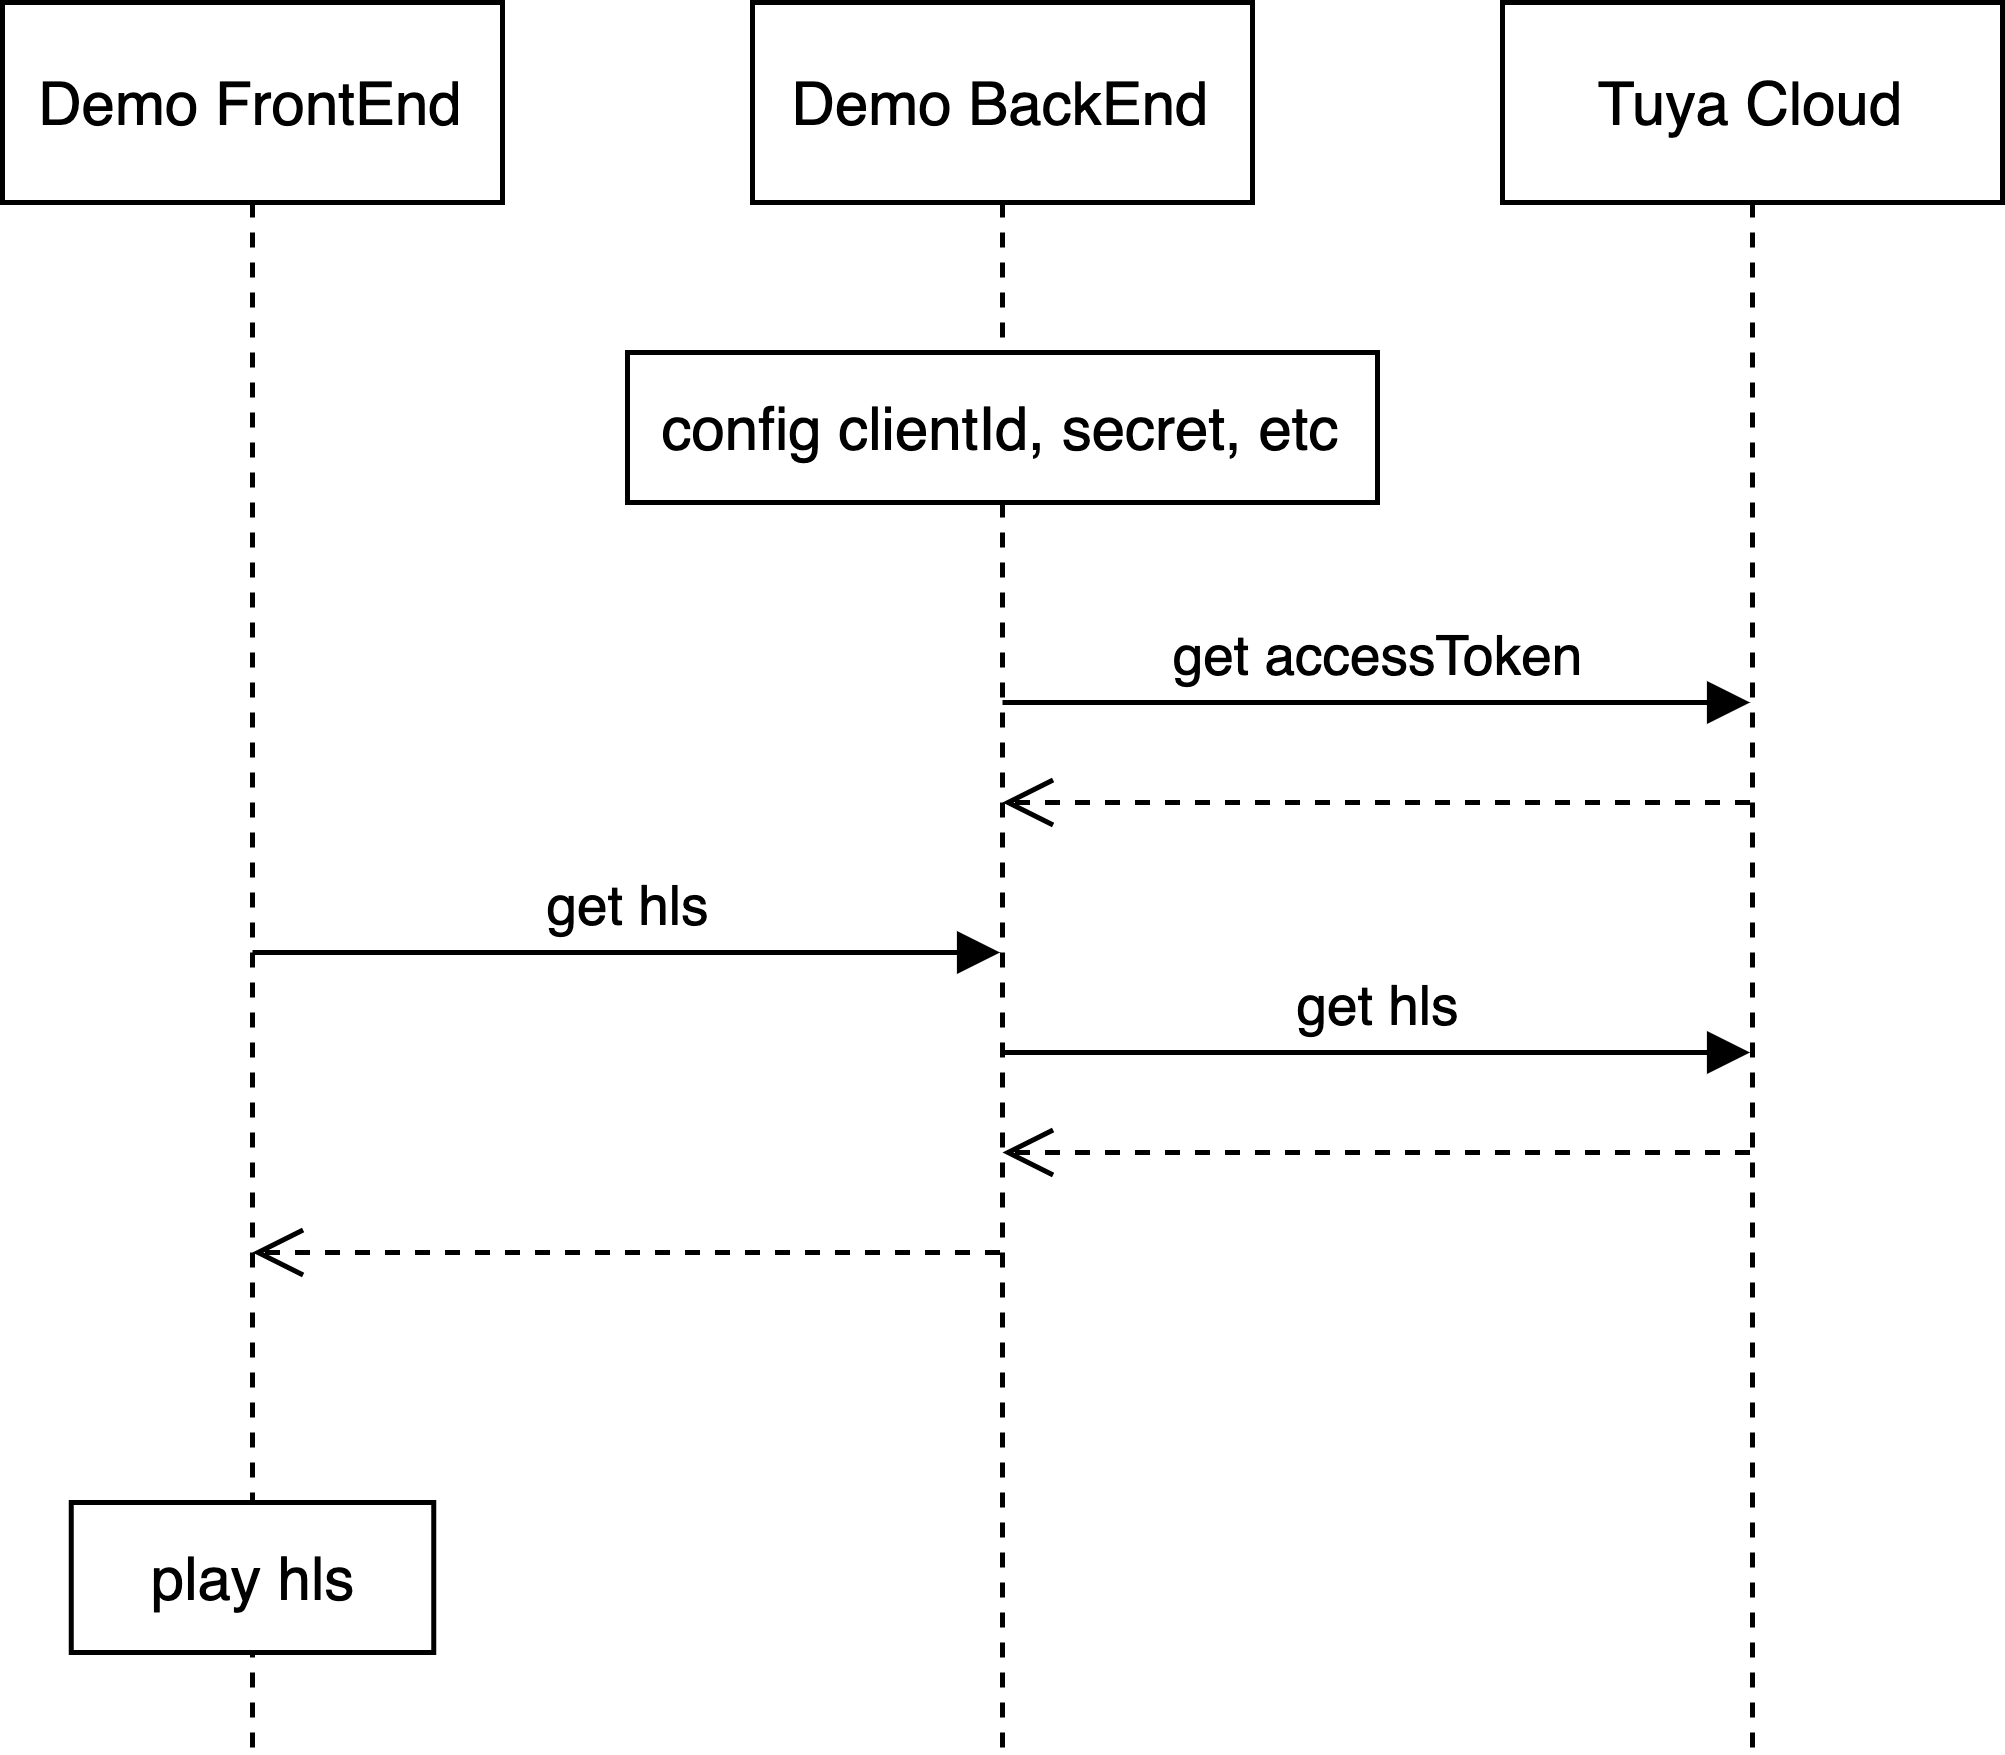 Demo FrontEnd
Demo BackEnd
Tuya Cloud
config clientId, secret, etc
get accessToken
get hls
get hls
play hls